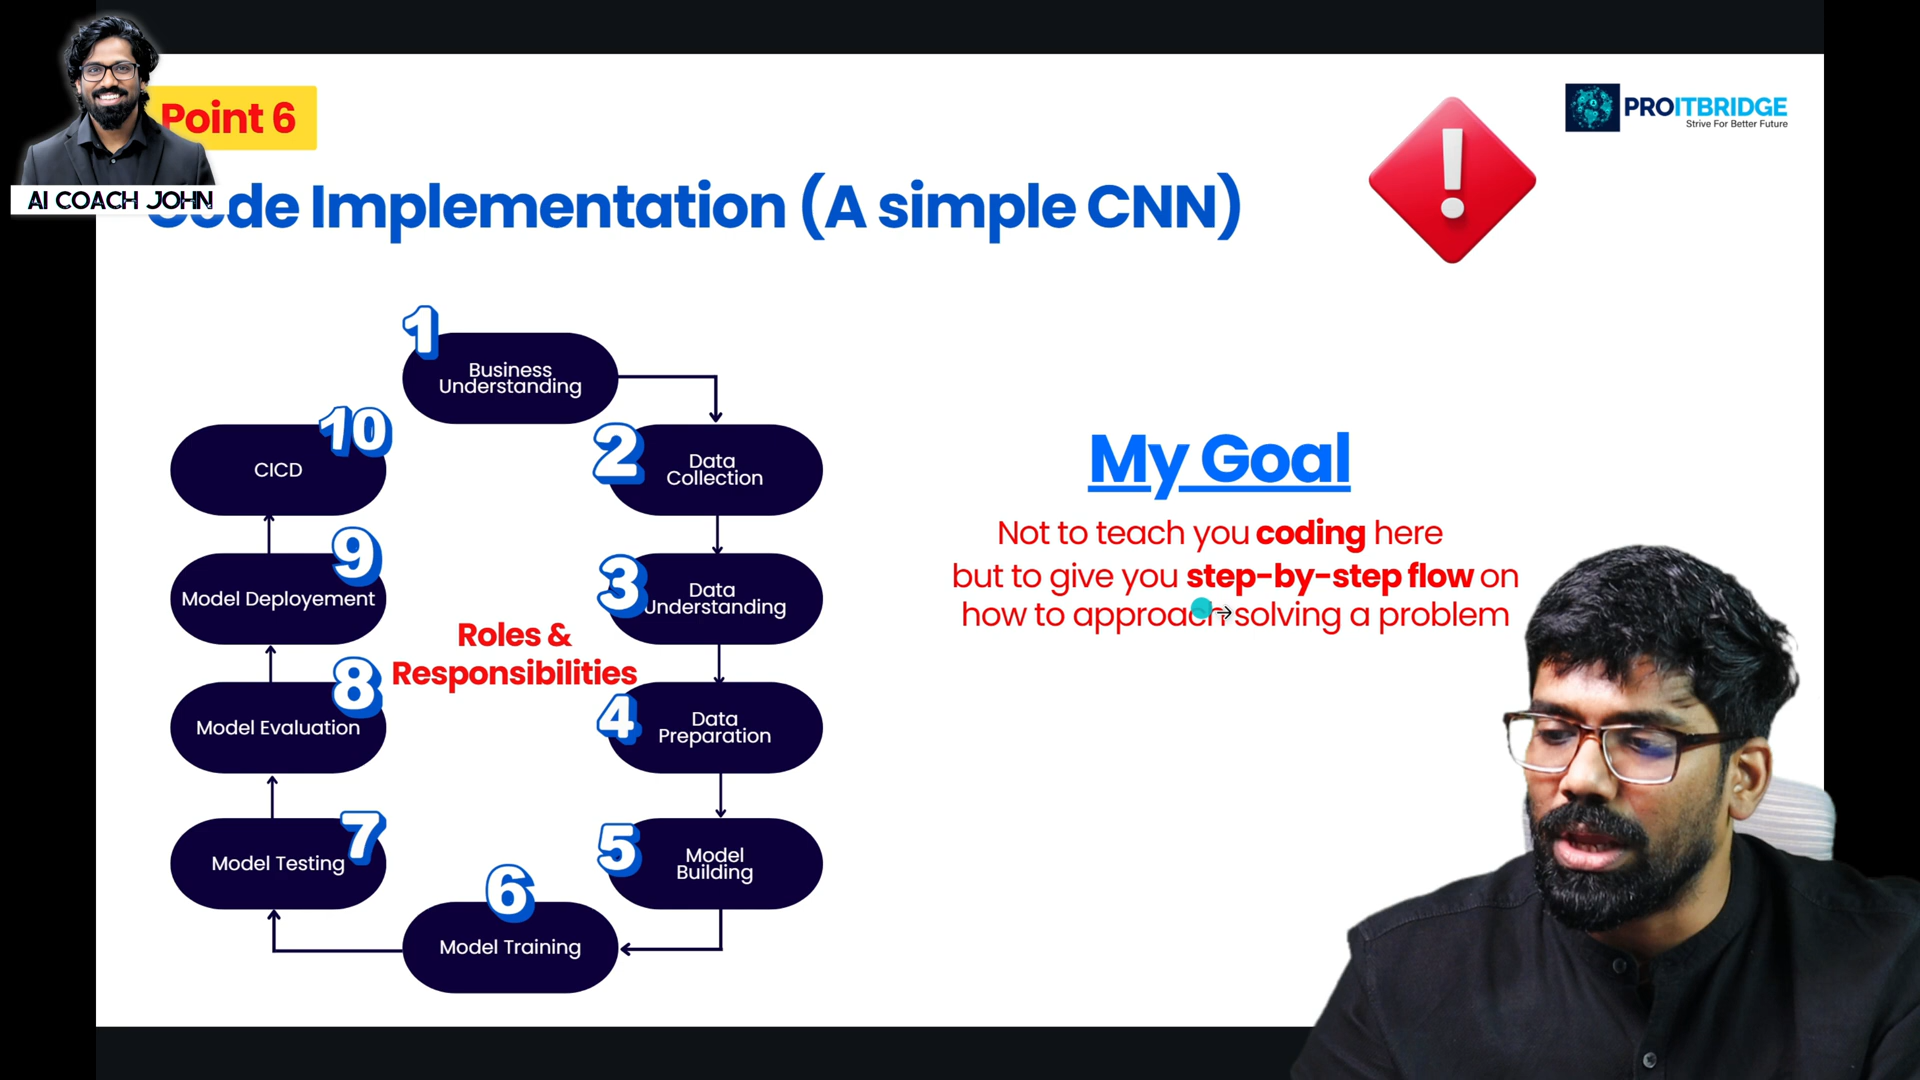 Point 6
PROITBRIDGE
Strive For Better Future
AI COACH JOHN
Code Implementation (A simple CNN)
1
Business
Understanding
2
Data
Collection
3
Data
Understanding
4
Data
Preparation
5
Model
Building
6
Model Training
7
Model Testing
8
Model Evaluation
9
Model Deployement
10
CICD
Roles &
Responsibilities
My Goal
Not to teach you coding here
but to give you step-by-step flow on
how to approach solving a problem